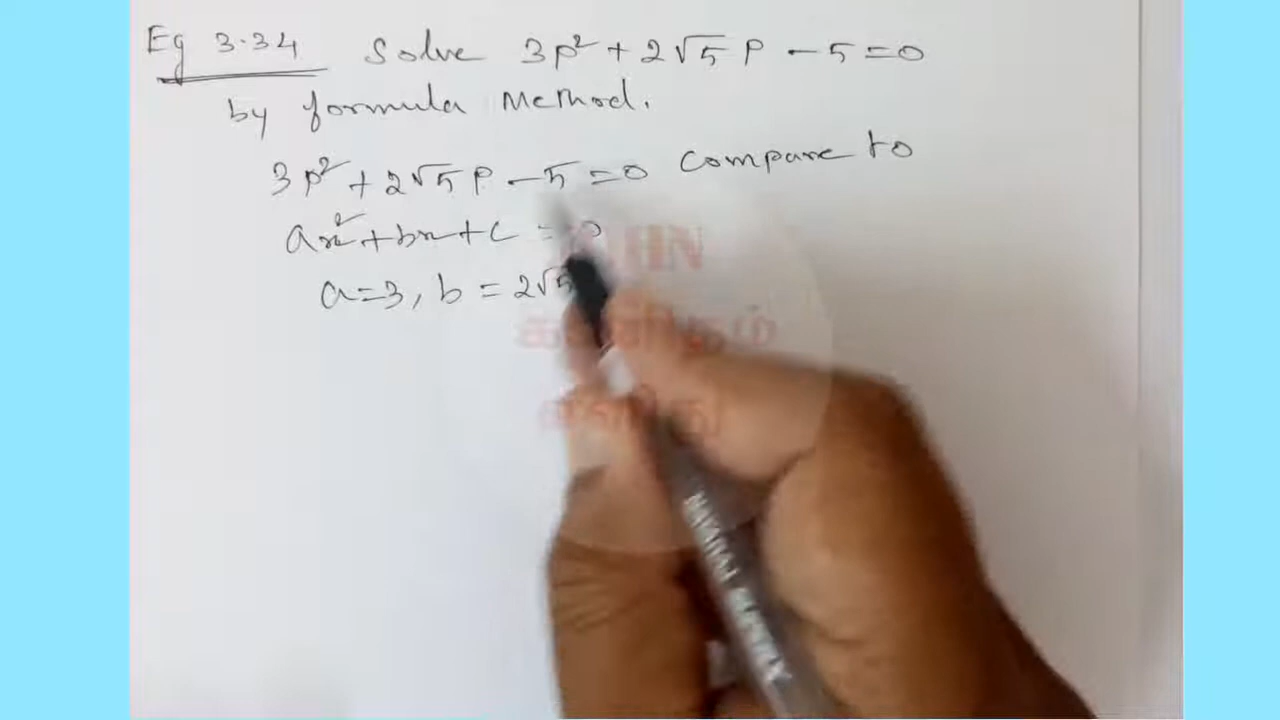 Eg 3.34 Solve 3p² + 2√5 p - 5 = 0
by formula Method.
3p² + 2√5 p - 5 = 0 Compare to
ax² + bx + c = 0
a = 3, b = 2√5
HN